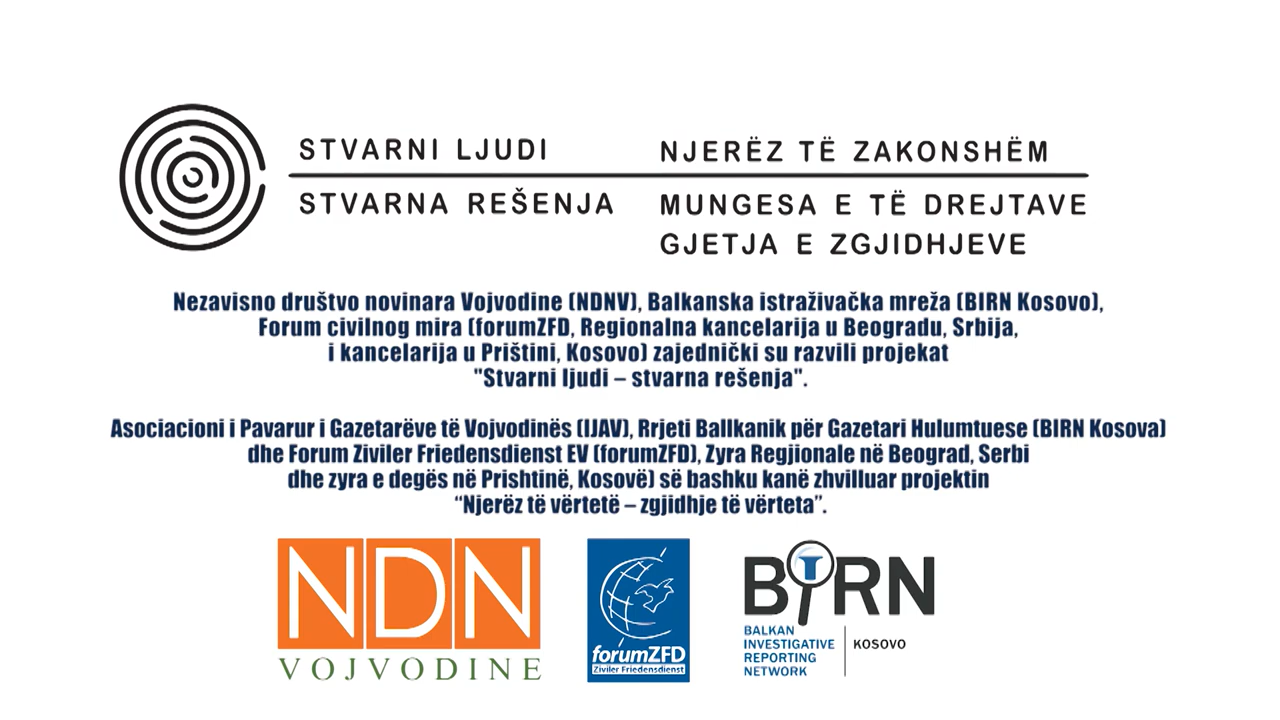 STVARNI LJUDI
STVARNA REŠENJA
NJERËZ TË ZAKONSHËM
MUNGESA E TË DREJTAVE
GJETJA E ZGJIDHJEVE
Nezavisno društvo novinara Vojvodine (NDNV), Balkanska istraživačka mreža (BIRN Kosovo),
Forum civilnog mira (forumZFD, Regionalna kancelarija u Beogradu, Srbija,
i kancelarija u Prištini, Kosovo) zajednički su razvili projekat
"Stvarni ljudi – stvarna rešenja".
Asociacioni i Pavarur i Gazetarëve të Vojvodinës (IJAV), Rrjeti Ballkanik për Gazetari Hulumtuese (BIRN Kosova)
dhe Forum Ziviler Friedensdienst EV (forumZFD), Zyra Regjionale në Beograd, Serbi
dhe zyra e degës në Prishtinë, Kosovë) së bashku kanë zhvilluar projektin
“Njerëz të vërtetë – zgjidhje të vërteta”.
NDN
VOJVODINE
forumZFD
Ziviler Friedensdienst
BIRN
BALKAN
INVESTIGATIVE
REPORTING
NETWORK
KOSOVO